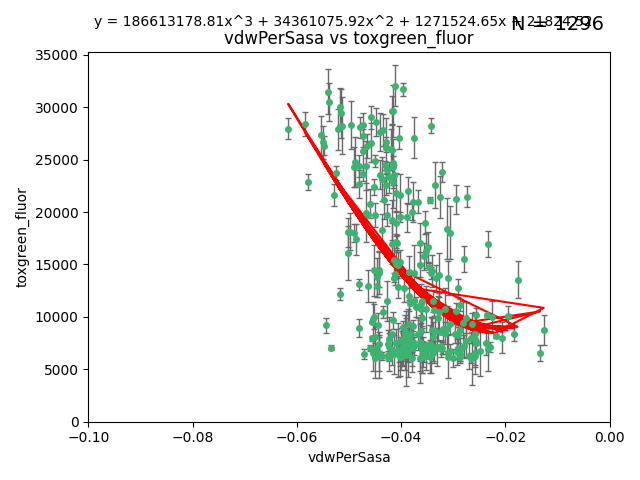 y = 186613178.81x^3 + 34361075.92x^2 + 1271524.65x +
N = 1296
vdwPerSasa vs toxgreen_fluor
35000
30000
25000
20000
15000
10000
5000
0
toxgreen_fluor
−0.10 −0.08 −0.06 −0.04 −0.02 0.00
vdwPerSasa